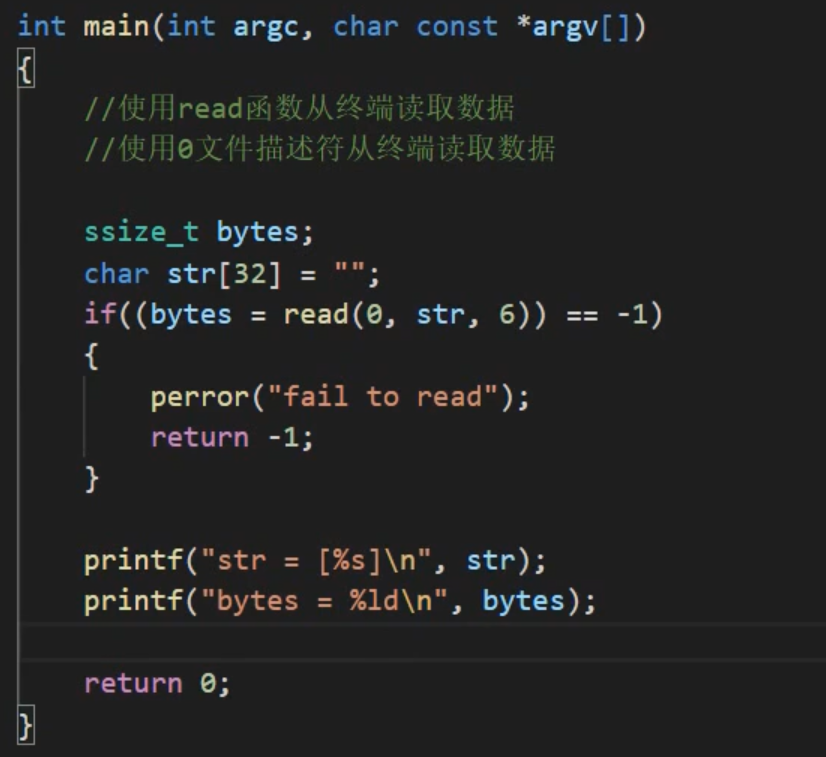 int main(int argc, char const *argv[])
{
//使用read函数从终端读取数据
//使用0文件描述符从终端读取数据
ssize_t bytes;
char str[32] = "";
if((bytes = read(0, str, 6)) == -1)
{
perror("fail to read");
return -1;
}
printf("str = [%s]\n", str);
printf("bytes = %ld\n", bytes);
return 0;
}